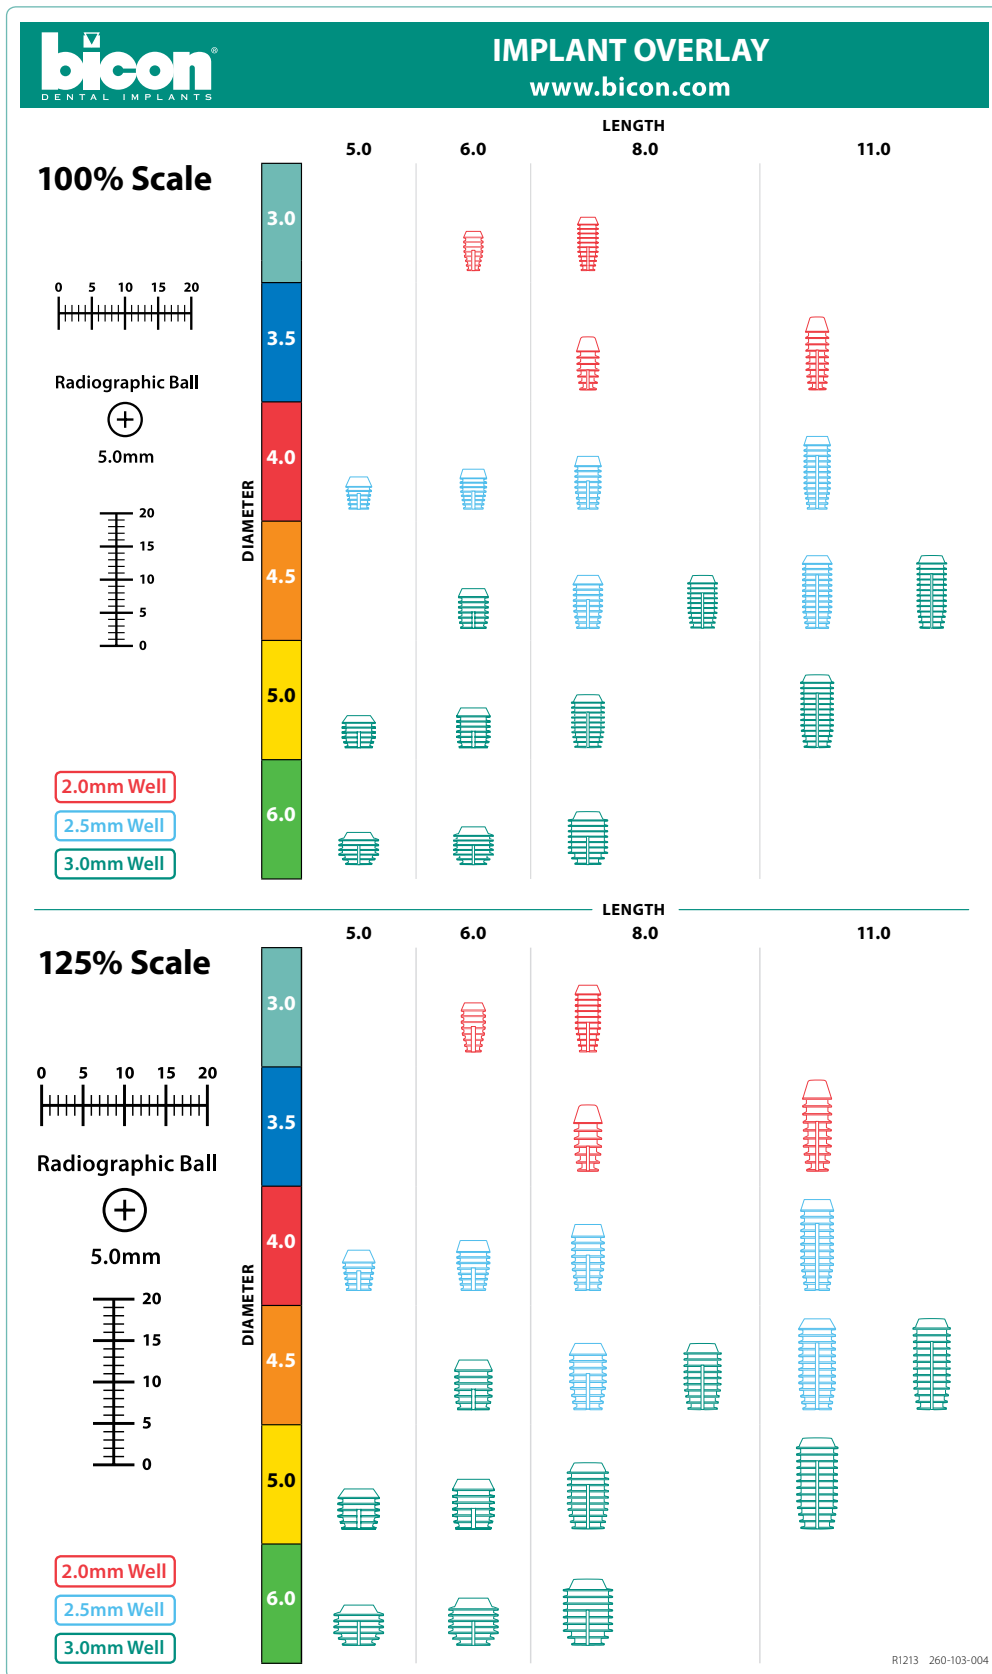 bicon®
DENTAL IMPLANTS
IMPLANT OVERLAY
www.bicon.com
LENGTH
5.0 6.0 8.0 11.0
100% Scale
0 5 10 15 20
Radiographic Ball
5.0mm
20
15
10
5
0
DIAMETER
3.0
3.5
4.0
4.5
5.0
6.0
2.0mm Well
2.5mm Well
3.0mm Well
LENGTH
5.0 6.0 8.0 11.0
125% Scale
0 5 10 15 20
Radiographic Ball
5.0mm
20
15
10
5
0
DIAMETER
3.0
3.5
4.0
4.5
5.0
6.0
2.0mm Well
2.5mm Well
3.0mm Well
R1213 260-103-004